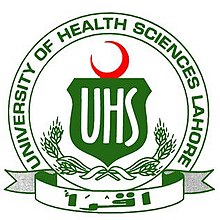 UNIVERSITY OF HEALTH SCIENCES LAHORE
UHS
اقرأ